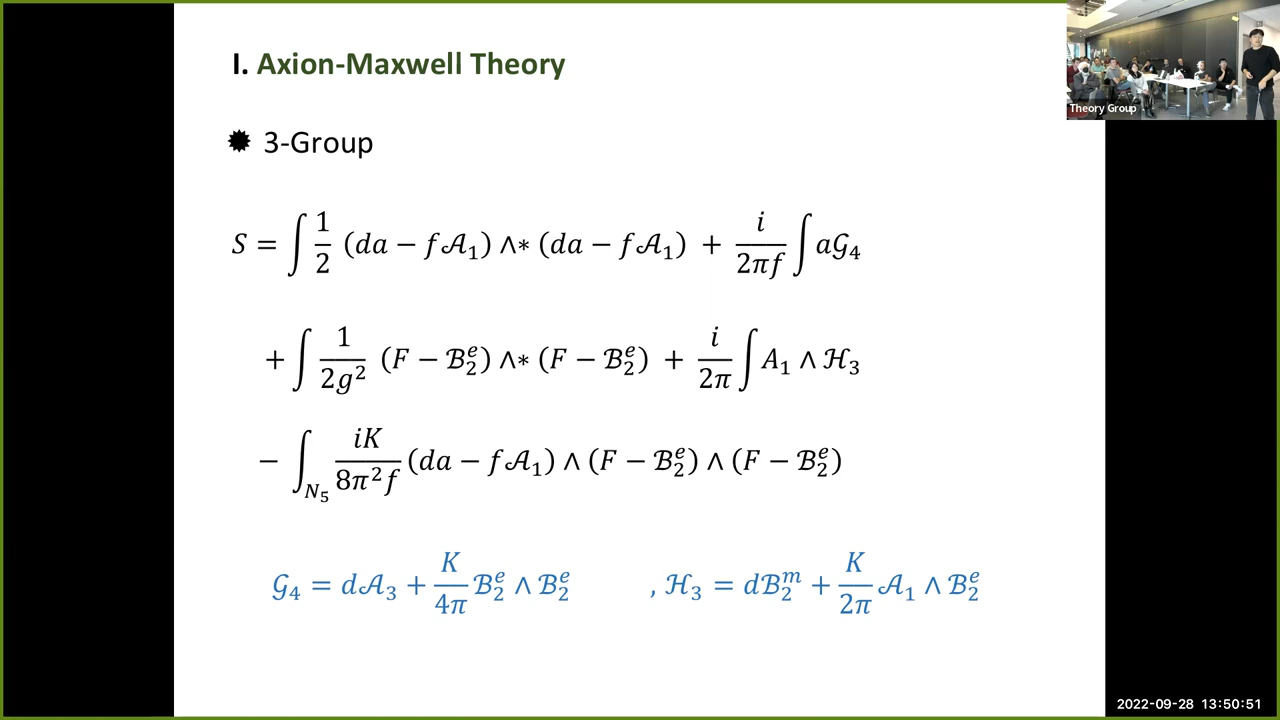 I. Axion-Maxwell Theory
3-Group
S = ∫ 1/2 (da − f𝒜₁) ∧∗ (da − f𝒜₁) + i/(2πf) ∫ a𝒢₄
+ ∫ 1/(2g²) (F − ℬ₂ᵉ) ∧∗ (F − ℬ₂ᵉ) + i/(2π) ∫ A₁ ∧ ℋ₃
− ∫_{N₅} iK/(8π²f) (da − f𝒜₁) ∧ (F − ℬ₂ᵉ) ∧ (F − ℬ₂ᵉ)
𝒢₄ = d𝒜₃ + K/(4π) ℬ₂ᵉ ∧ ℬ₂ᵉ , ℋ₃ = dℬ₂ᵐ + K/(2π) 𝒜₁ ∧ ℬ₂ᵉ
Theory Group
2022-09-28 13:50:51